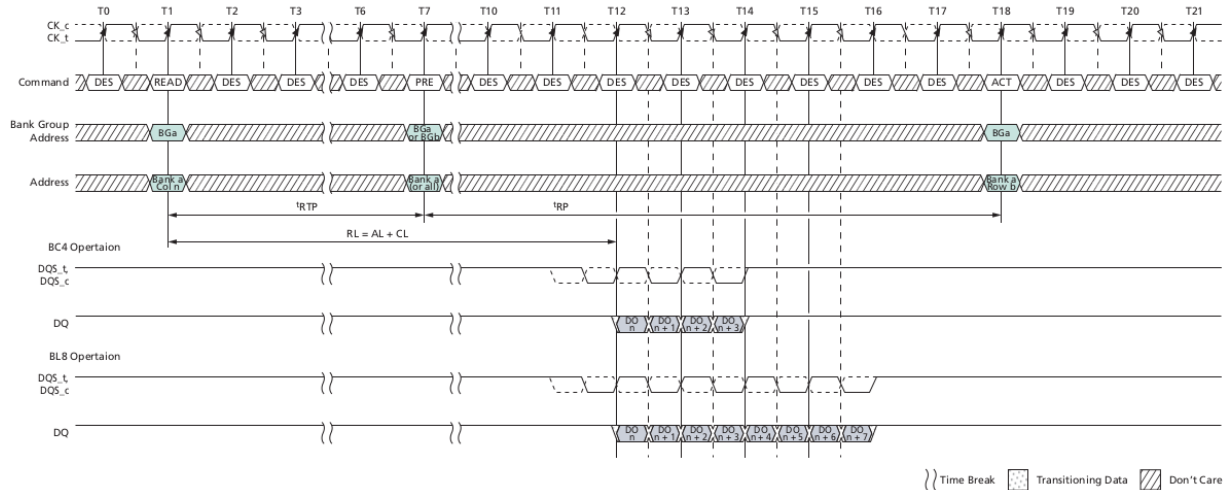 T0 T1 T2 T3 T6 T7 T10 T11 T12 T13 T14 T15 T16 T17 T18 T19 T20 T21
CK_c
CK_t
Command DES READ DES DES DES PRE DES DES DES DES DES DES DES DES ACT DES DES DES
Bank Group
Address
BGa
BGa
or BGb
BGa
Address
Bank a
Col n
Bank a
(or all)
Bank a
Row b
tRTP tRP
RL = AL + CL
BC4 Opertaion
DQS_t,
DQS_c
DQ
DO
n
DO
n + 1
DO
n + 2
DO
n + 3
BL8 Opertaion
DQS_t,
DQS_c
DQ
DO
n
DO
n + 1
DO
n + 2
DO
n + 3
DO
n + 4
DO
n + 5
DO
n + 6
DO
n + 7
Time Break Transitioning Data Don't Care